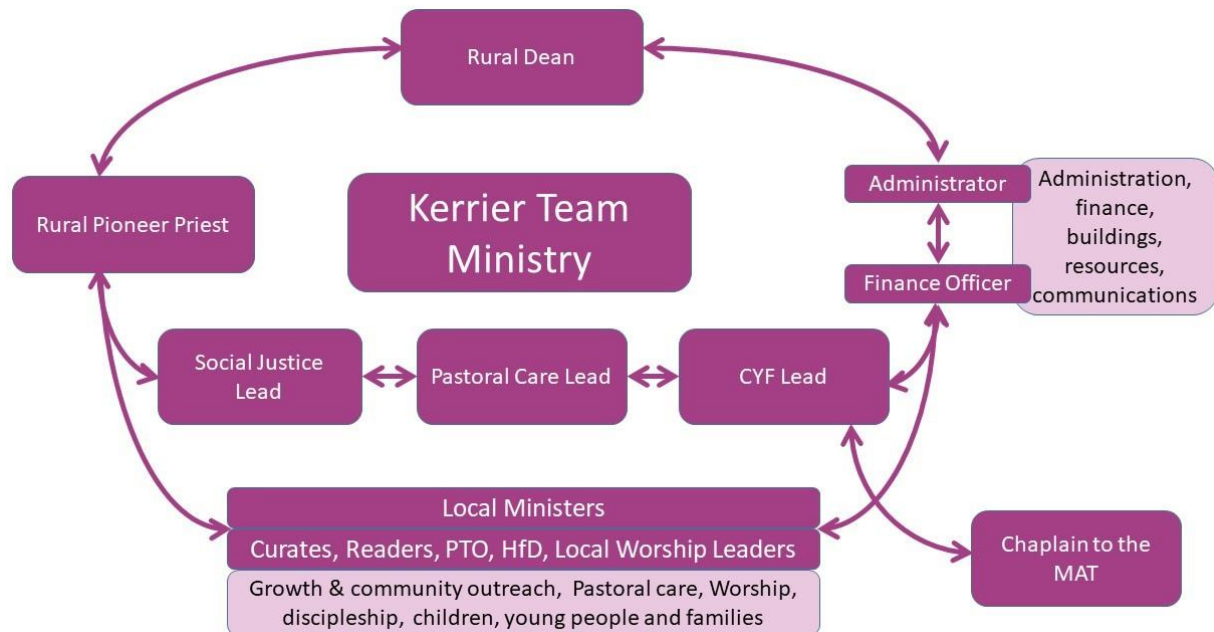 Rural Dean
Rural Pioneer Priest
Kerrier Team
Ministry
Administrator
Finance Officer
Administration,
finance,
buildings,
resources,
communications
Social Justice
Lead
Pastoral Care Lead
CYF Lead
Local Ministers
Curates, Readers, PTO, HfD, Local Worship Leaders
Growth & community outreach, Pastoral care, Worship,
discipleship, children, young people and families
Chaplain to the
MAT